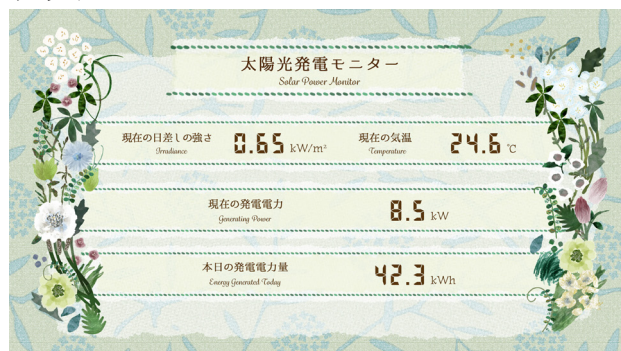 太陽光発電モニター
Solar Power Monitor
現在の日差しの強さ 0.65 kW/m²
Irradiance
現在の気温 24.6 ℃
Temperature
現在の発電電力 8.5 kW
Generating Power
本日の発電電力量 42.3 kWh
Energy Generated Today